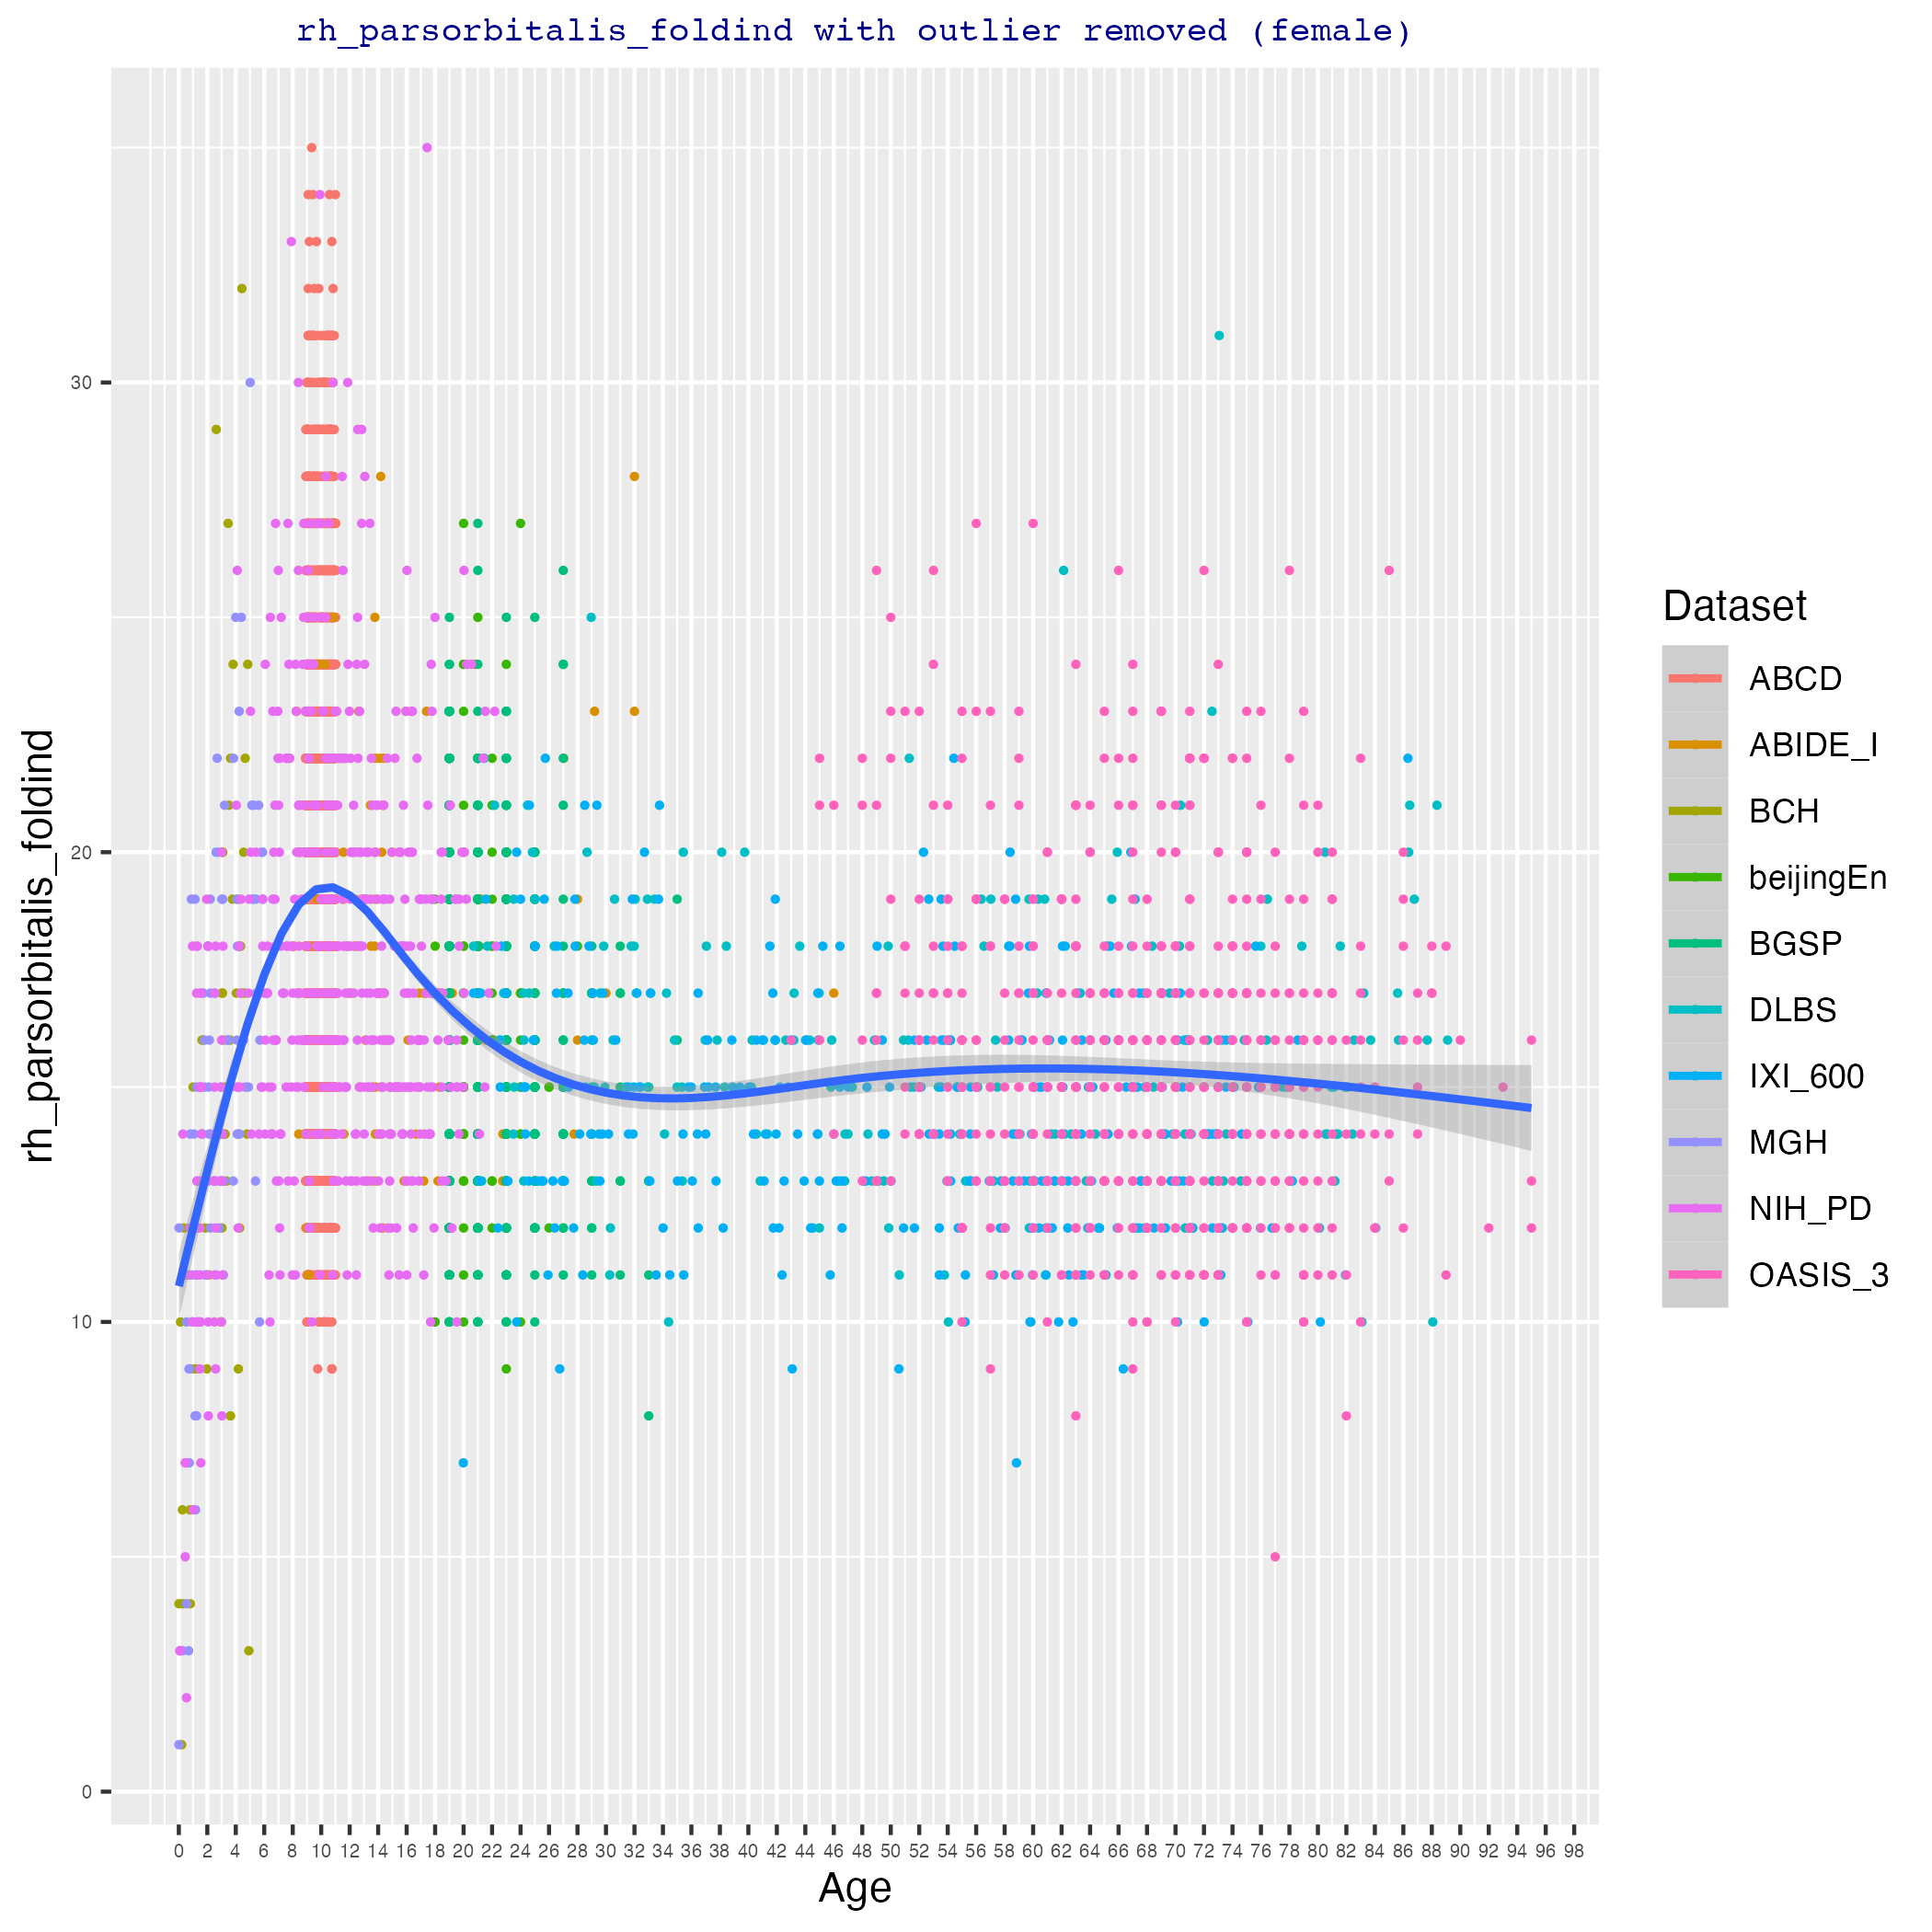 rh_parsorbitalis_foldind with outlier removed (female)
rh_parsorbitalis_foldind
30
20
10
0
0 2 4 6 8 10 12 14 16 18 20 22 24 26 28 30 32 34 36 38 40 42 44 46 48 50 52 54 56 58 60 62 64 66 68 70 72 74 76 78 80 82 84 86 88 90 92 94 96 98
Age
Dataset
ABCD
ABIDE_I
BCH
beijingEn
BGSP
DLBS
IXI_600
MGH
NIH_PD
OASIS_3